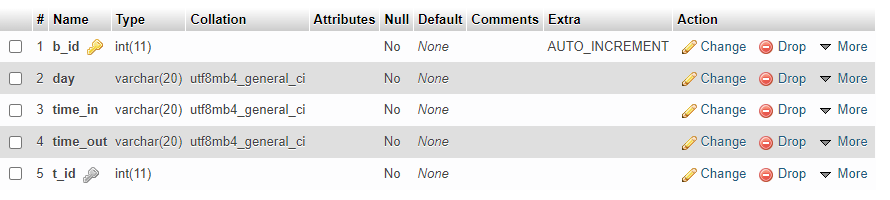 # Name Type Collation Attributes Null Default Comments Extra Action
1 b_id int(11) No None AUTO_INCREMENT Change Drop More
2 day varchar(20) utf8mb4_general_ci No None Change Drop More
3 time_in varchar(20) utf8mb4_general_ci No None Change Drop More
4 time_out varchar(20) utf8mb4_general_ci No None Change Drop More
5 t_id int(11) No None Change Drop More